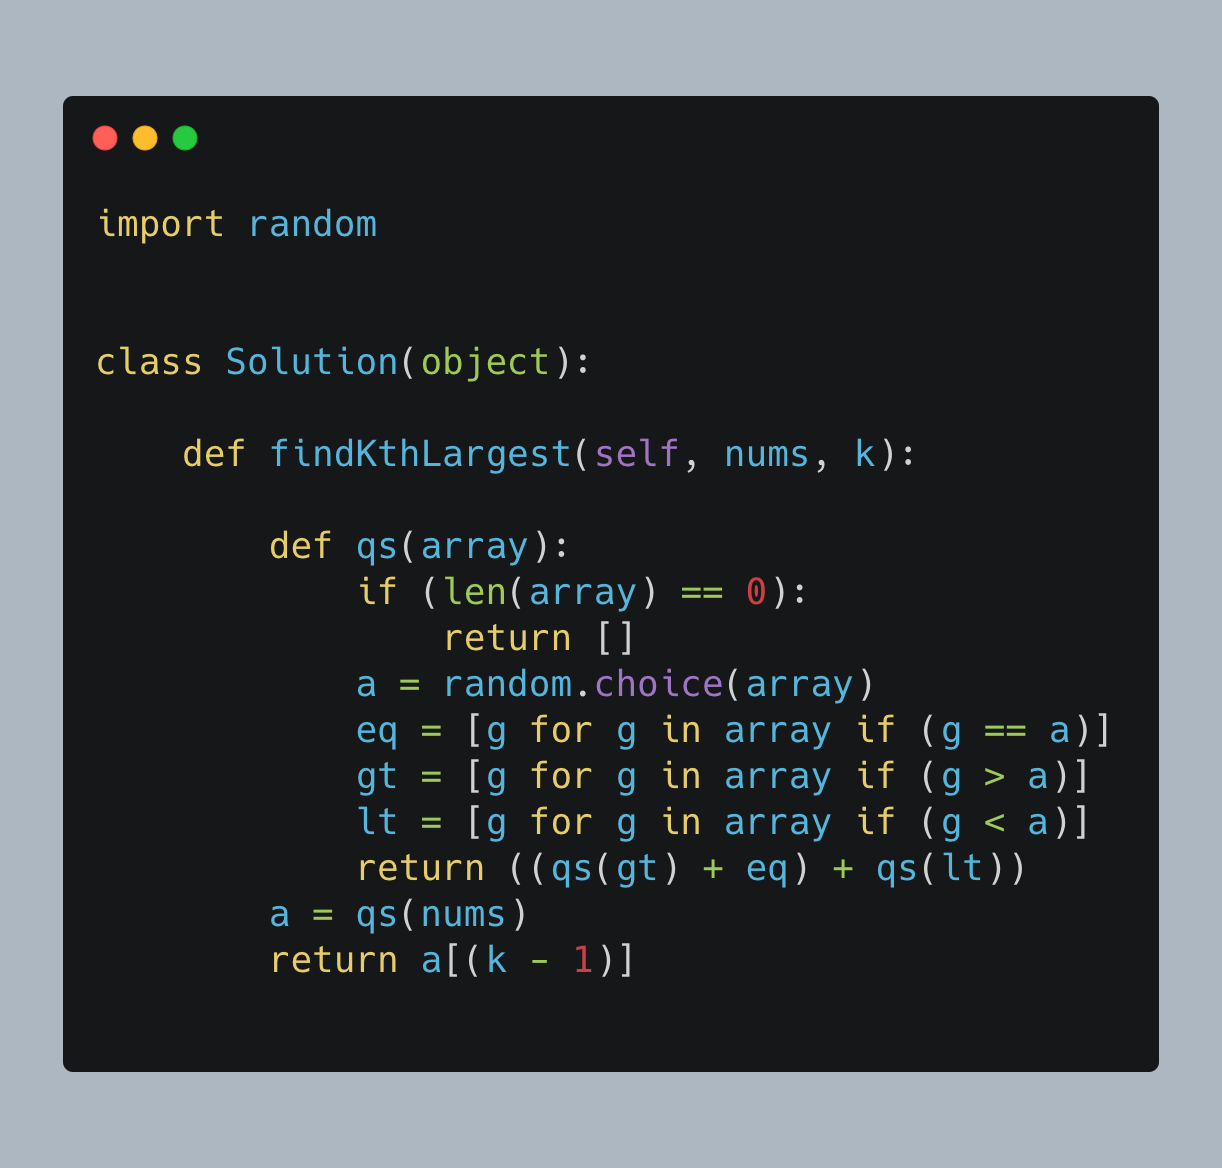 import random
class Solution(object):
    def findKthLargest(self, nums, k):
        def qs(array):
            if (len(array) == 0):
                return []
            a = random.choice(array)
            eq = [g for g in array if (g == a)]
            gt = [g for g in array if (g > a)]
            lt = [g for g in array if (g < a)]
            return ((qs(gt) + eq) + qs(lt))
        a = qs(nums)
        return a[(k - 1)]